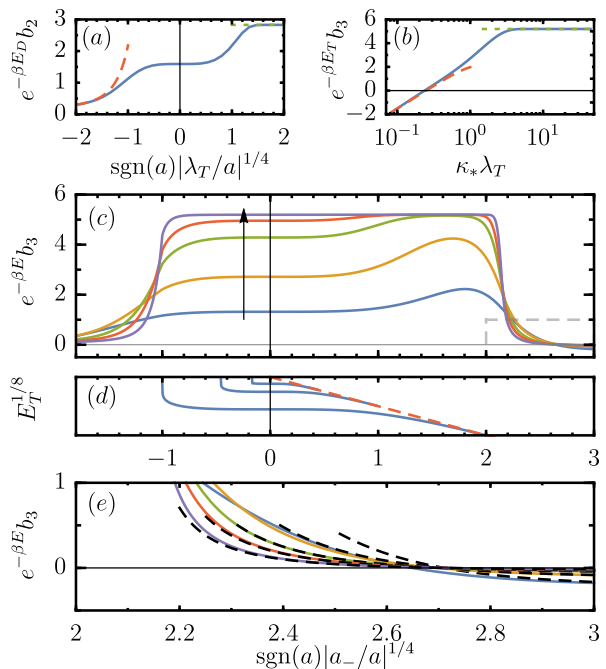 (a)
e^{-βE_D} b_2
3
2
1
0
−2 −1 0 1 2
sgn(a)|λ_T/a|^{1/4}
(b)
e^{-βE_T} b_3
6
4
2
0
−2
10^{-1} 10^0 10^1
κ_*λ_T
(c)
e^{-βE} b_3
6
4
2
0
(d)
E_T^{1/8}
−1 0 1 2 3
(e)
e^{-βE} b_3
1
0
2 2.2 2.4 2.6 2.8 3
sgn(a)|a_−/a|^{1/4}